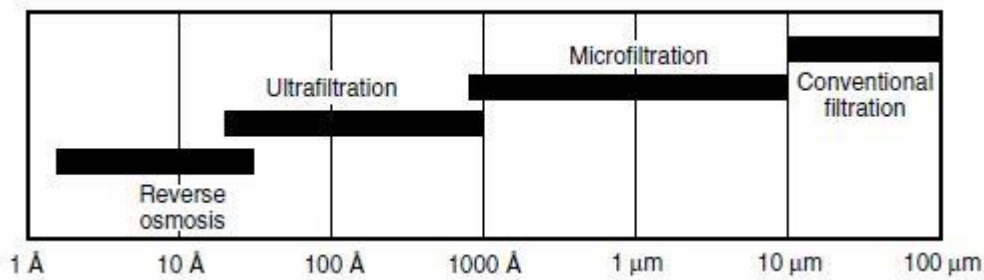 Microfiltration
Ultrafiltration
Conventional
filtration
Reverse
osmosis
1 Å
10 Å
100 Å
1000 Å
1 μm
10 μm
100 μm